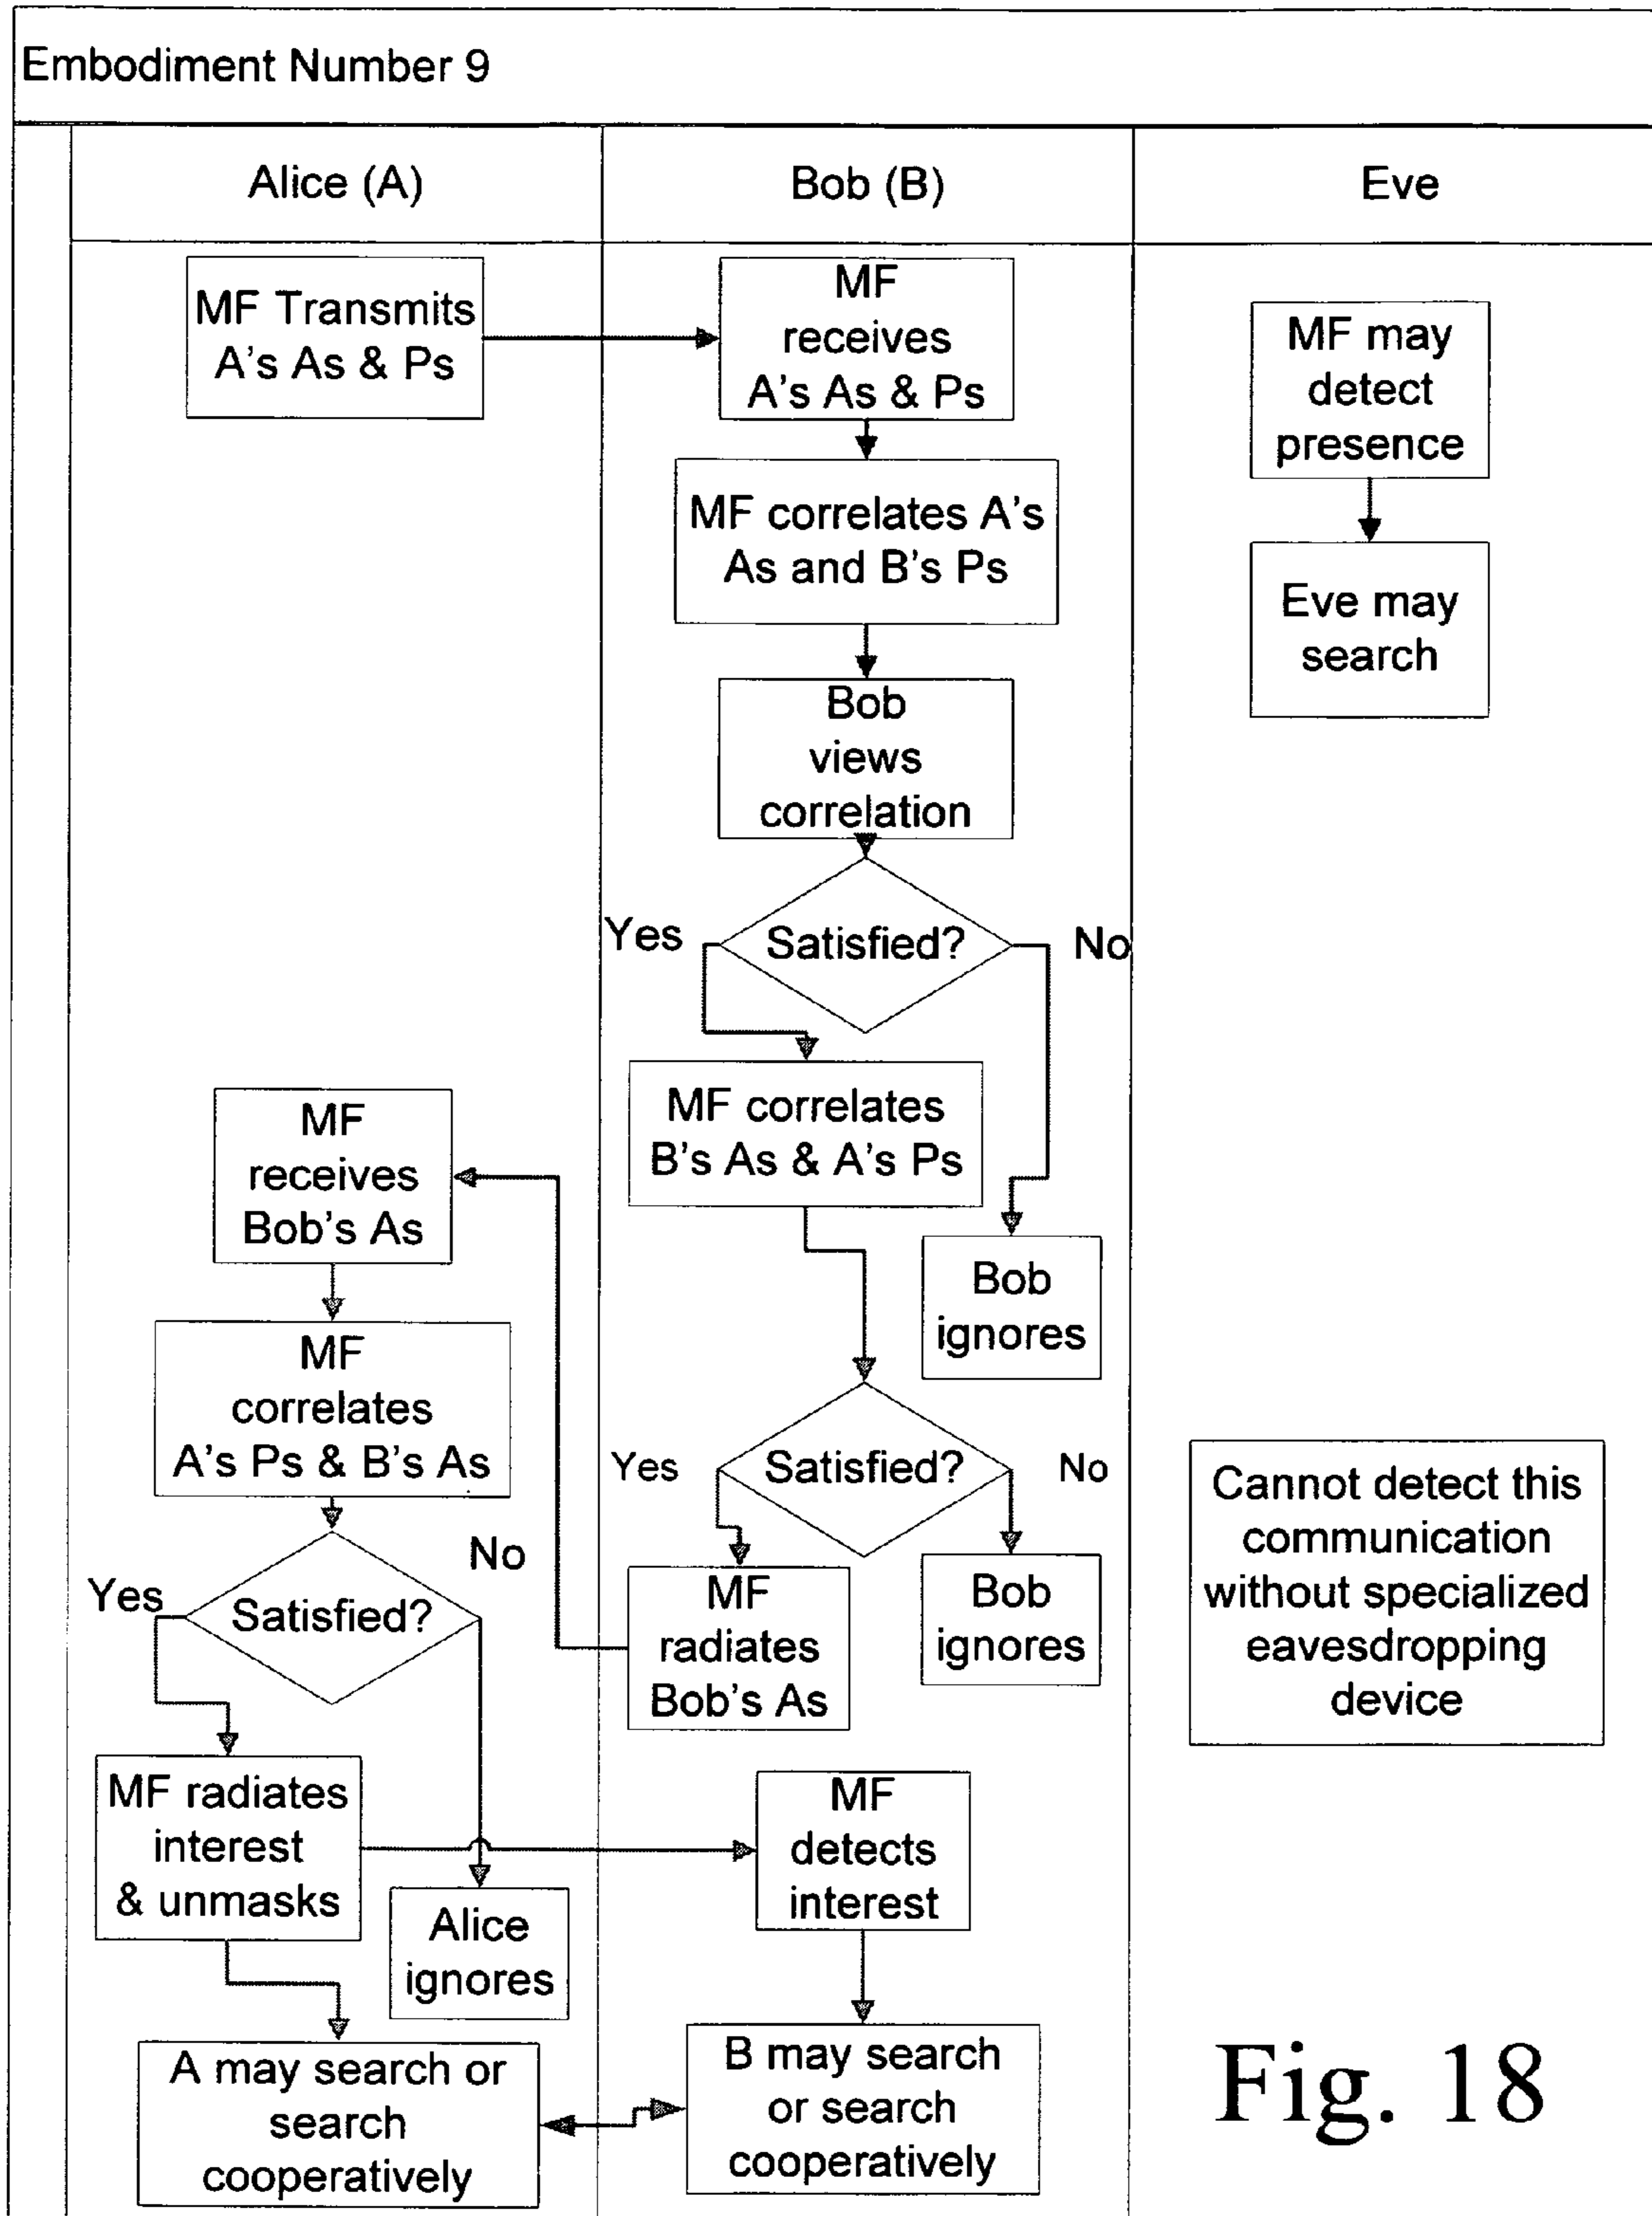 Embodiment Number 9
Alice (A)
Bob (B)
Eve
MF Transmits
A's As & Ps
MF
receives
A's As & Ps
MF may
detect
presence
MF correlates A's
As and B's Ps
Eve may
search
Bob
views
correlation
Yes
Satisfied?
No
MF correlates
B's As & A's Ps
MF
receives
Bob's As
Bob
ignores
MF
correlates
A's Ps & B's As
Yes
Satisfied?
No
Cannot detect this
communication
without specialized
eavesdropping
device
No
Yes
Satisfied?
MF
radiates
Bob's As
Bob
ignores
MF radiates
interest
& unmasks
MF
detects
interest
Alice
ignores
A may search or
search
cooperatively
B may search
or search
cooperatively
Fig. 18